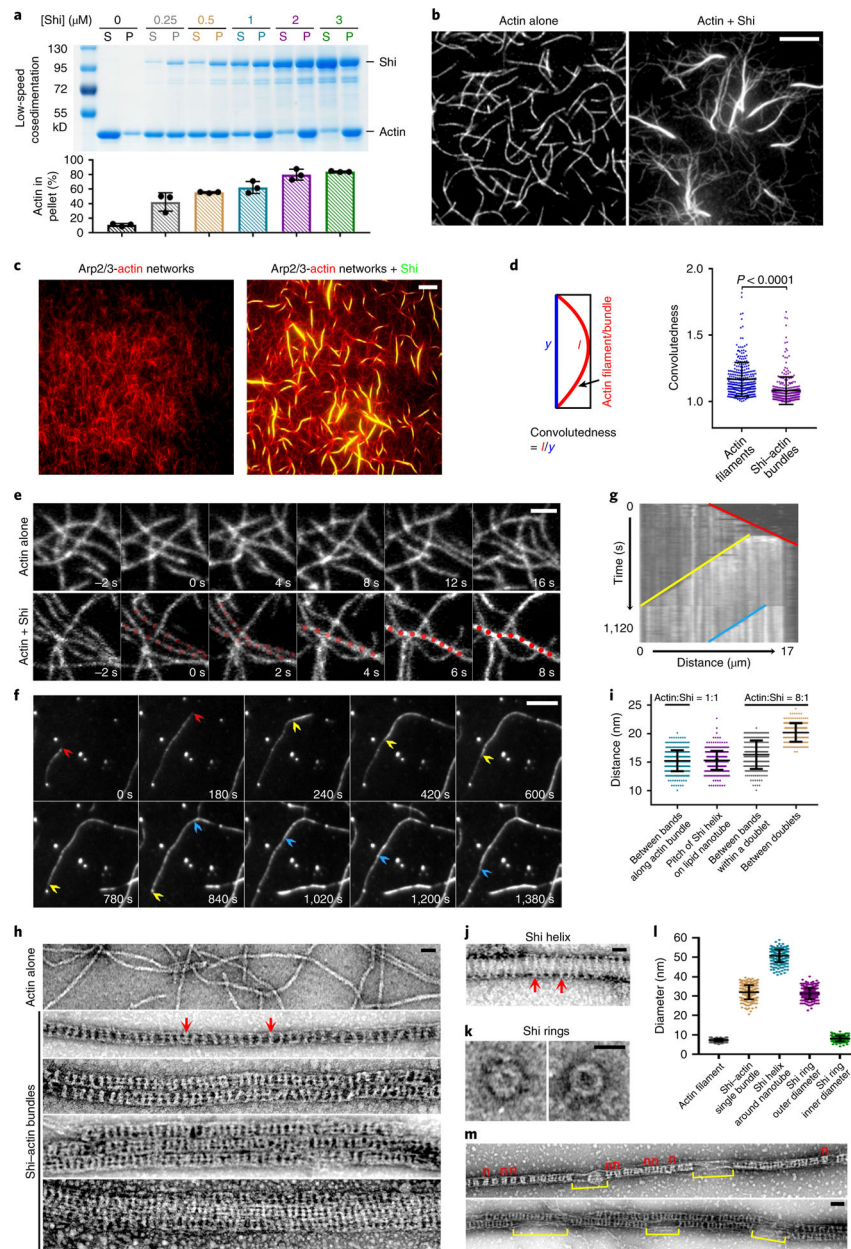 a
[Shi] (μM) 0 0.25 0.5 1 2 3
S P S P S P S P S P S P
130
95
72
55
kD
Low-speed
cosedimentation
Shi
Actin
Actin in
pellet (%)
100
80
60
40
20
0
b
Actin alone
Actin + Shi
c
Arp2/3-actin networks
Arp2/3-actin networks + Shi
d
y
l
Actin filament/bundle
Convolutedness
= l/y
Convolutedness
P < 0.0001
2.0
1.5
1.0
Actin
filaments
Shi–actin
bundles
e
Actin alone
–2 s 0 s 4 s 8 s 12 s 16 s
Actin + Shi
–2 s 0 s 2 s 4 s 6 s 8 s
f
0 s 180 s 240 s 420 s 600 s
780 s 840 s 1,020 s 1,200 s 1,380 s
g
0
Time (s)
1,120
0 17
Distance (μm)
h
Actin alone
Shi–actin bundles
i
Actin:Shi = 1:1
Actin:Shi = 8:1
Distance (nm)
25
20
15
10
Between bands
along actin bundle
Pitch of Shi helix
on lipid nanotube
Between bands
within a doublet
Between doublets
j
Shi helix
k
Shi rings
l
Diameter (nm)
60
50
40
30
20
10
0
Actin filament
Shi–actin
single bundle
Shi helix
around nanotube
Shi ring
outer diameter
Shi ring
inner diameter
m